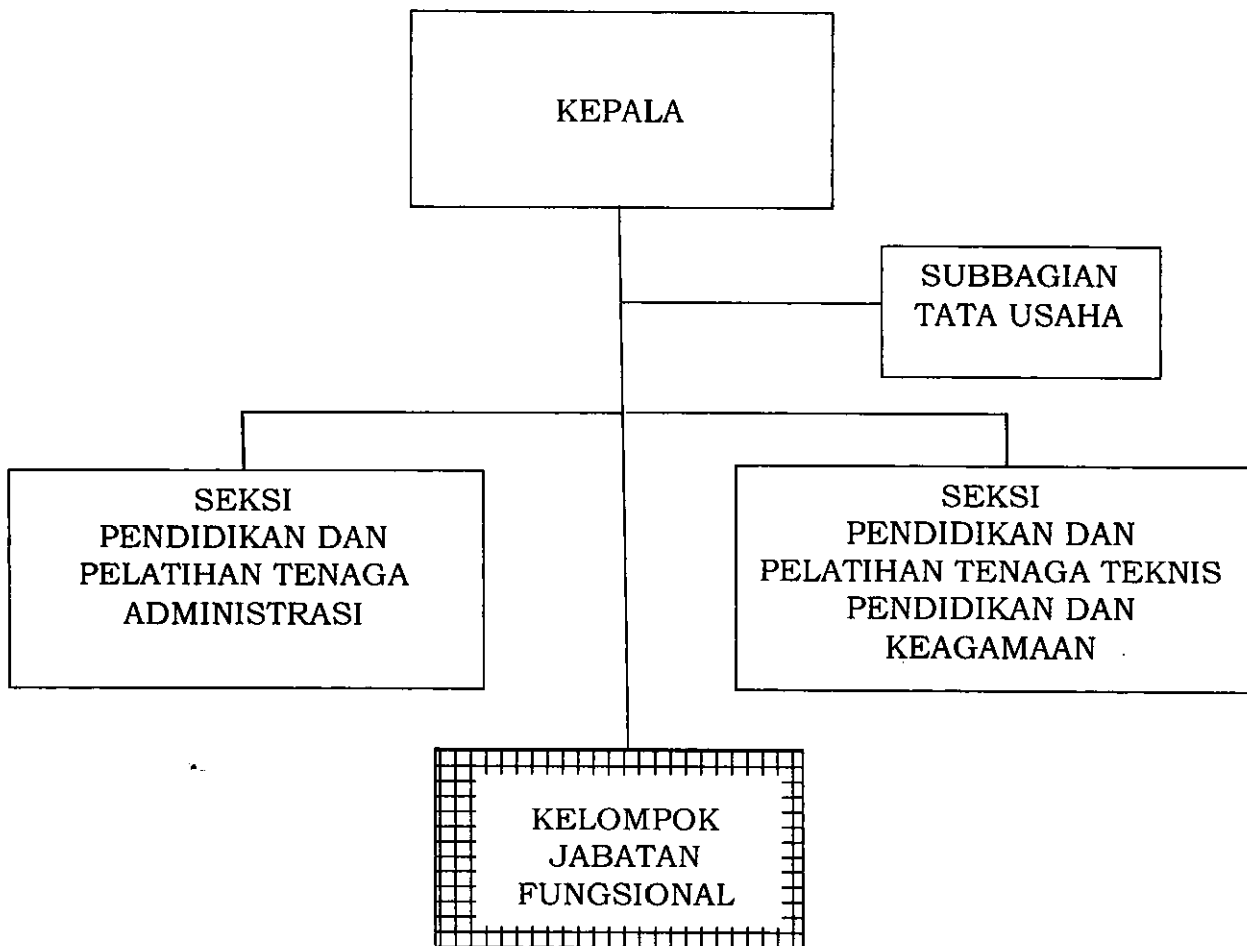 KEPALA
SUBBAGIAN
TATA USAHA
SEKSI
PENDIDIKAN DAN
PELATIHAN TENAGA
ADMINISTRASI
SEKSI
PENDIDIKAN DAN
PELATIHAN TENAGA TEKNIS
PENDIDIKAN DAN
KEAGAMAAN
KELOMPOK
JABATAN
FUNGSIONAL